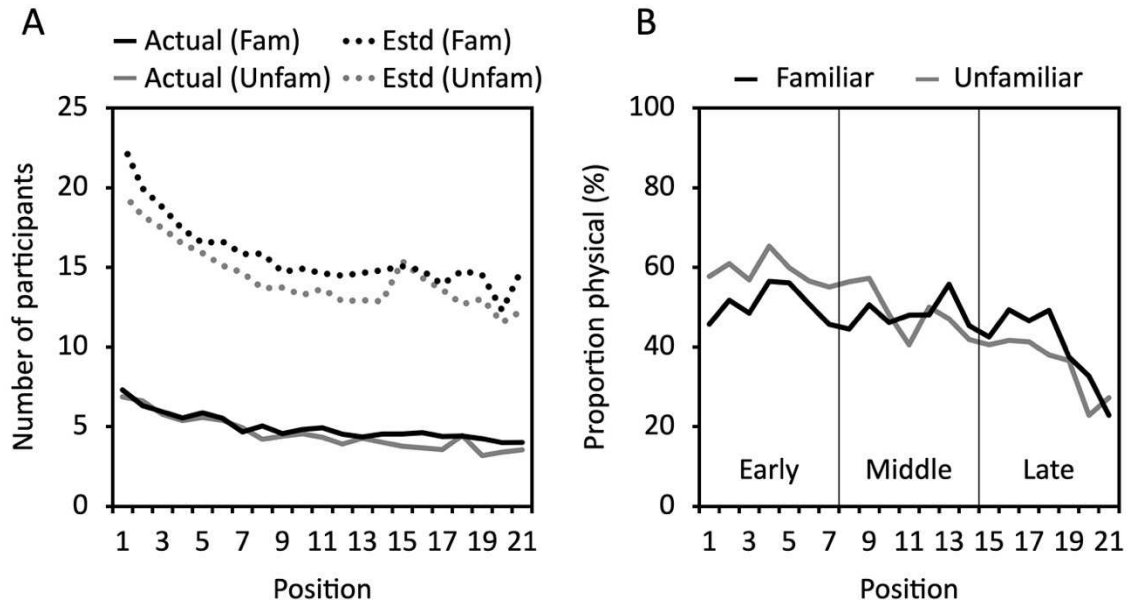 A
Actual (Fam) Estd (Fam)
Actual (Unfam) Estd (Unfam)
Number of participants
25
20
15
10
5
0
1 3 5 7 9 11 13 15 17 19 21
Position
B
Familiar Unfamiliar
Proportion physical (%)
100
80
60
40
20
0
Early Middle Late
1 3 5 7 9 11 13 15 17 19 21
Position